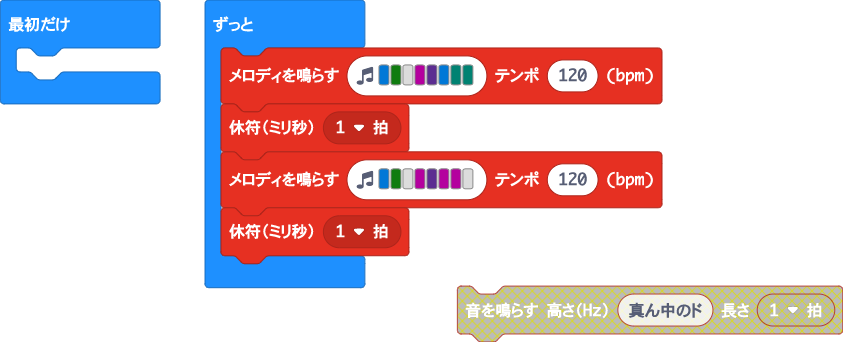 最初だけ
ずっと
メロディを鳴らす テンポ 120 (bpm)
休符(ミリ秒) 1 拍
メロディを鳴らす テンポ 120 (bpm)
休符(ミリ秒) 1 拍
音を鳴らす 高さ(Hz) 真ん中のド 長さ 1 拍